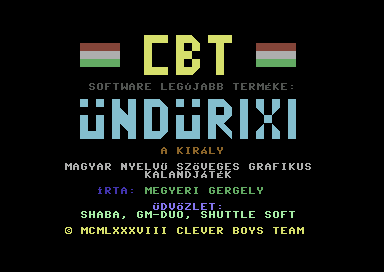 CBT
SOFTWARE LEGÚJABB TERMÉKE:
ÜNDÜRIXI
A KIRÁLY
MAGYAR NYELVŰ SZÖVEGES GRAFIKUS
KALANDJÁTÉK
ÍRTA: MEGYERI GERGELY
ÜDVÖZLET:
SHABA, GM-DUO, SHUTTLE SOFT
© MCMLXXXVIII CLEVER BOYS TEAM